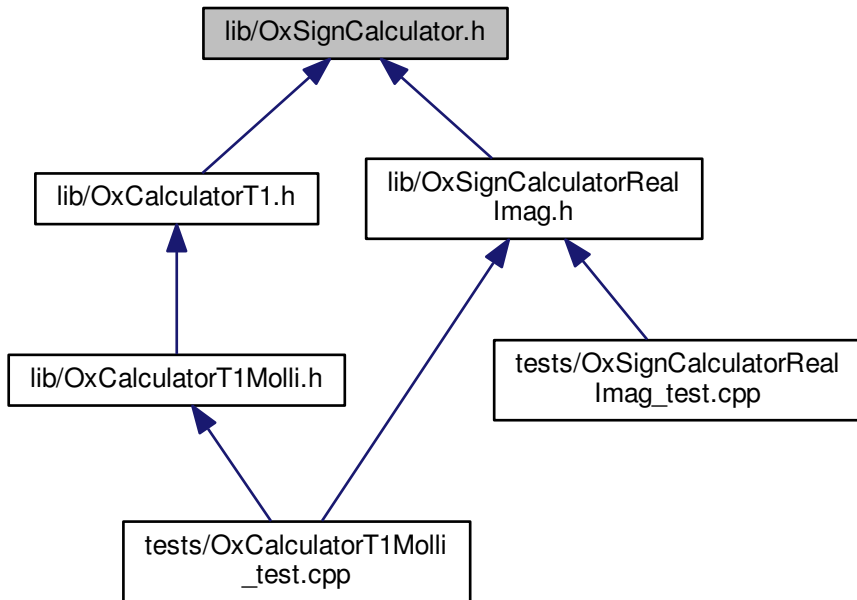 lib/OxSignCalculator.h
lib/OxCalculatorT1.h
lib/OxSignCalculatorReal
Imag.h
lib/OxCalculatorT1Molli.h
tests/OxSignCalculatorReal
Imag_test.cpp
tests/OxCalculatorT1Molli
_test.cpp